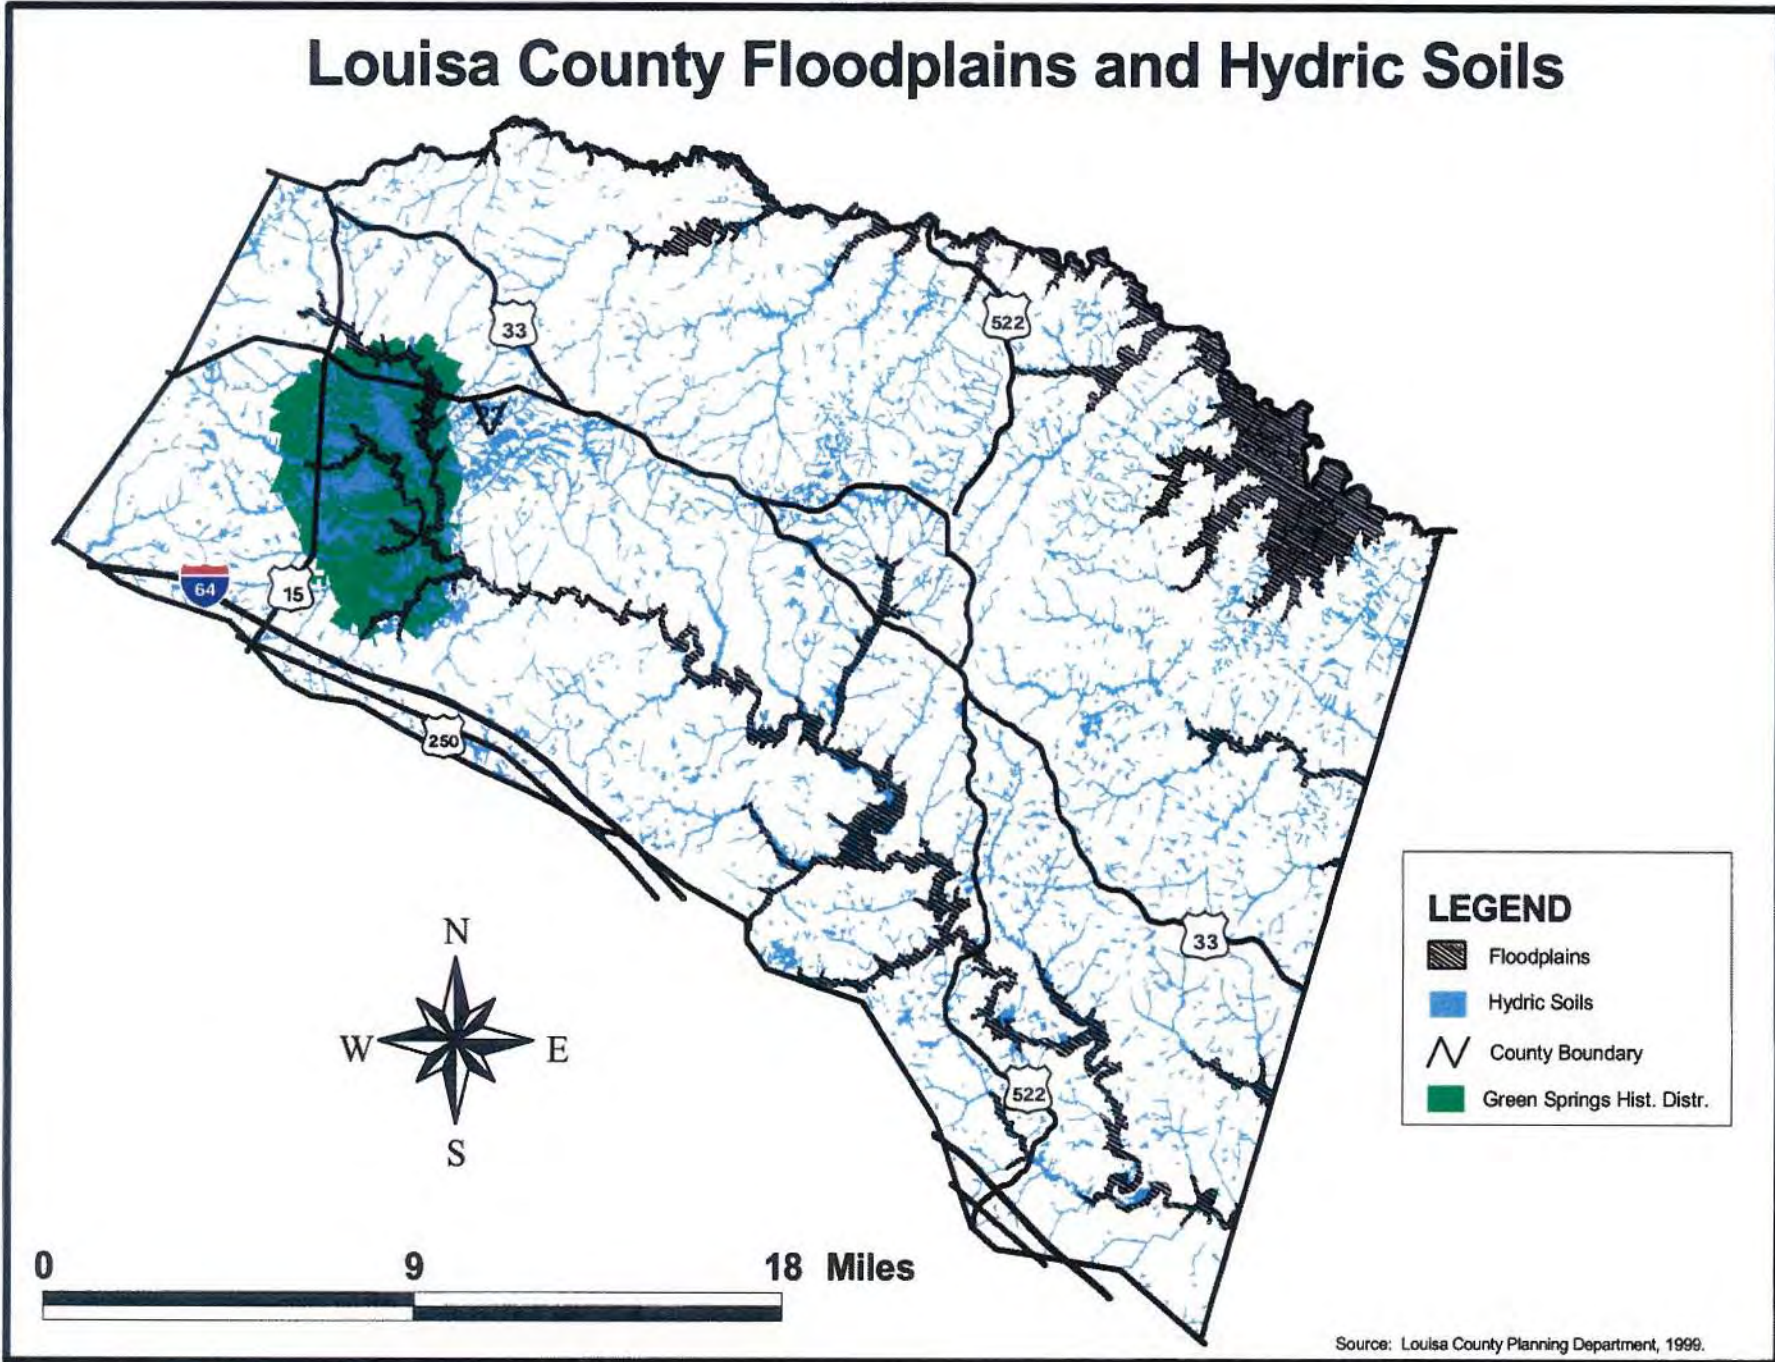 Louisa County Floodplains and Hydric Soils
33
522
22
64
15
250
33
522
N
W
E
S
0 9 18 Miles
LEGEND
Floodplains
Hydric Soils
County Boundary
Green Springs Hist. Distr.
Source: Louisa County Planning Department, 1999.